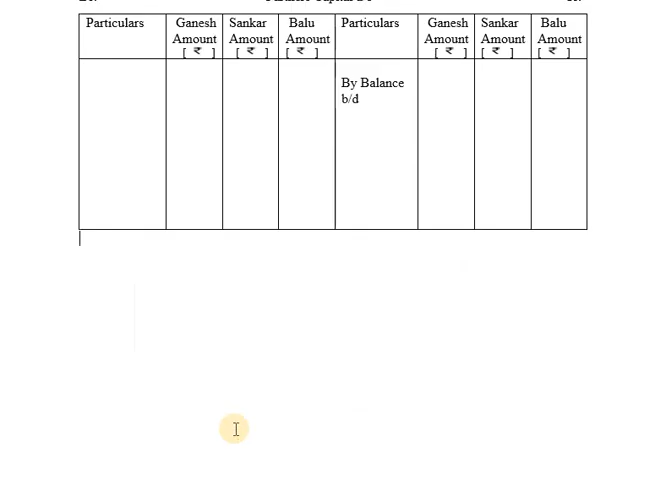 Particulars Ganesh Sankar Balu Particulars Ganesh Sankar Balu
Amount Amount Amount Amount Amount Amount
[ ₹ ] [ ₹ ] [ ₹ ] [ ₹ ] [ ₹ ] [ ₹ ]
By Balance
b/d